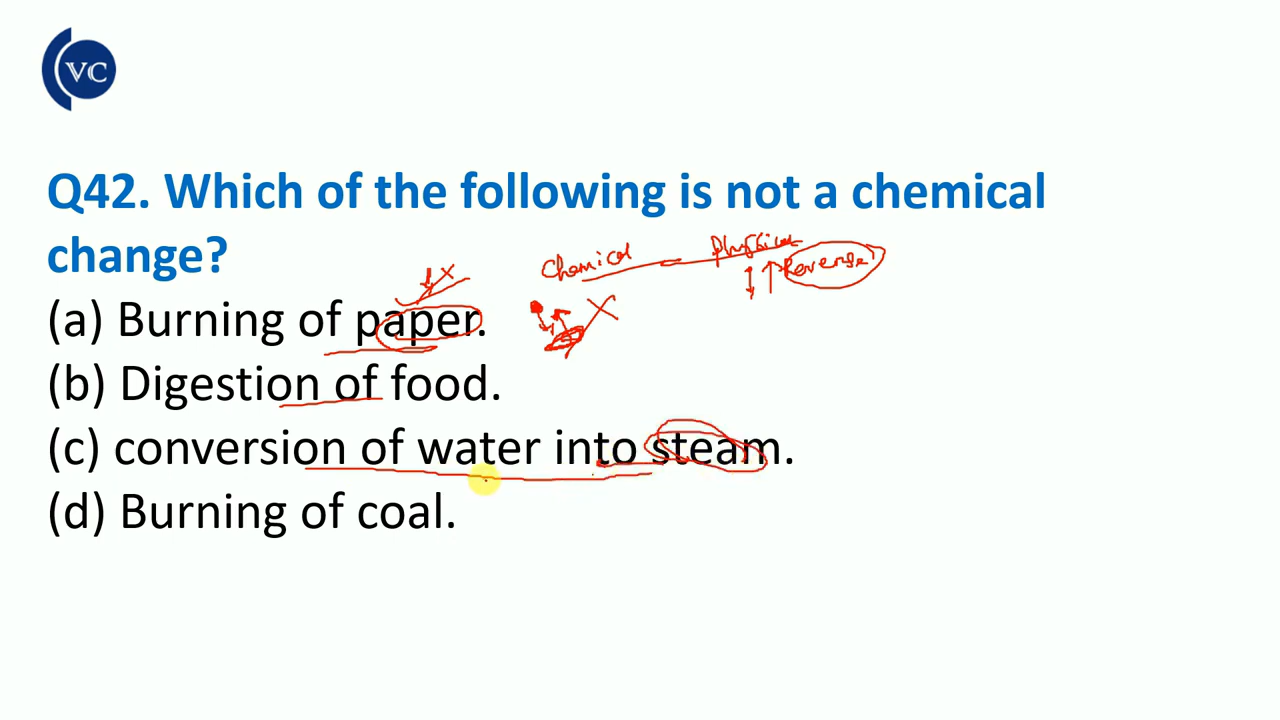 VC
Q42. Which of the following is not a chemical
change?
Chemical - Physical
Reverse
(a) Burning of paper.
(b) Digestion of food.
(c) conversion of water into steam.
(d) Burning of coal.